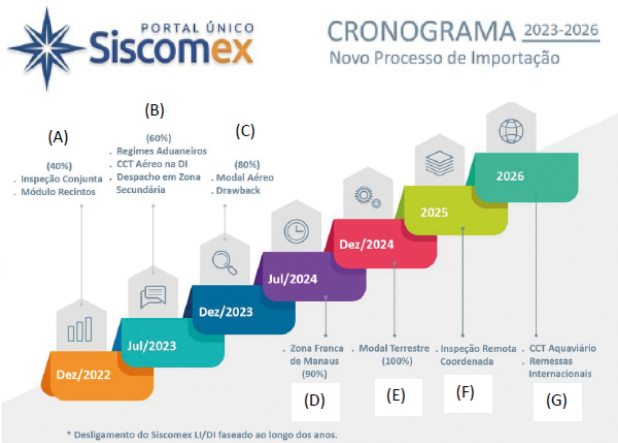 PORTAL ÚNICO
Siscomex
CRONOGRAMA 2023-2026
Novo Processo de Importação
(A)
(40%)
. Inspeção Conjunta
. Módulo Recintos
(B)
(60%)
. Regimes Aduaneiros
. CCT Aéreo na DI
. Despacho em Zona
Secundária
(C)
(80%)
. Modal Aéreo
. Drawback
Dez/2022
Jul/2023
Dez/2023
Jul/2024
Dez/2024
2025
2026
. Zona Franca
de Manaus
(90%)
(D)
. Modal Terrestre
(100%)
(E)
. Inspeção Remota
Coordenada
(F)
. CCT Aquaviário
. Remessas
Internacionais
(G)
* Desligamento do Siscomex LI/DI faseado ao longo dos anos.